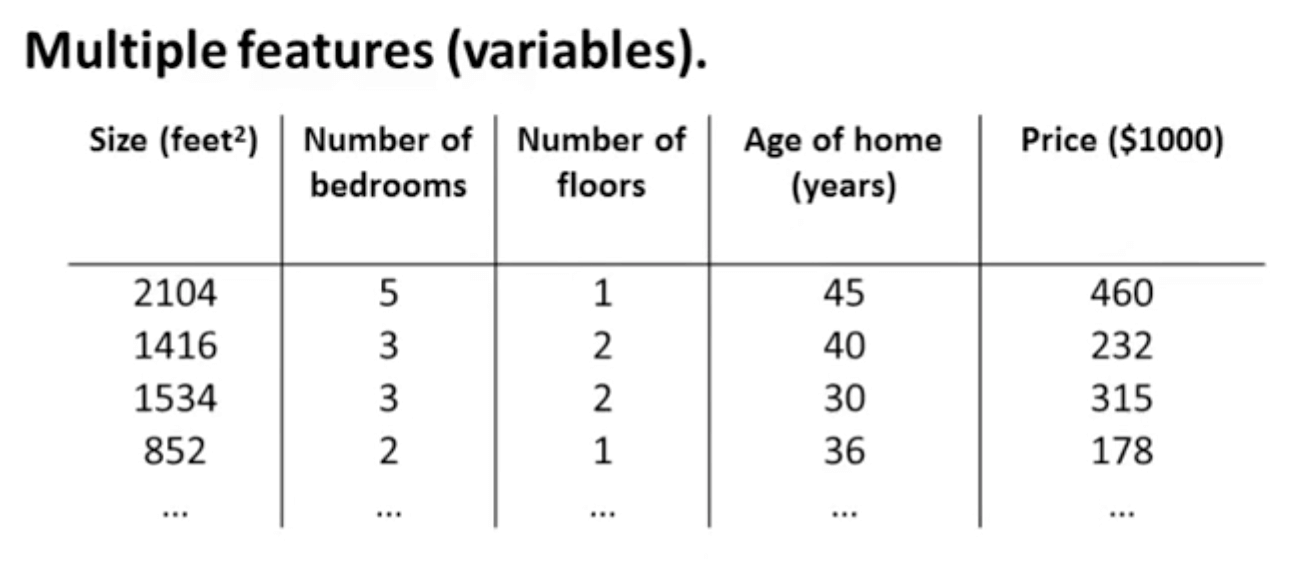 Multiple features (variables).
Size (feet²) Number of bedrooms Number of floors Age of home (years) Price ($1000)
2104 5 1 45 460
1416 3 2 40 232
1534 3 2 30 315
852 2 1 36 178
... ... ... ... ...